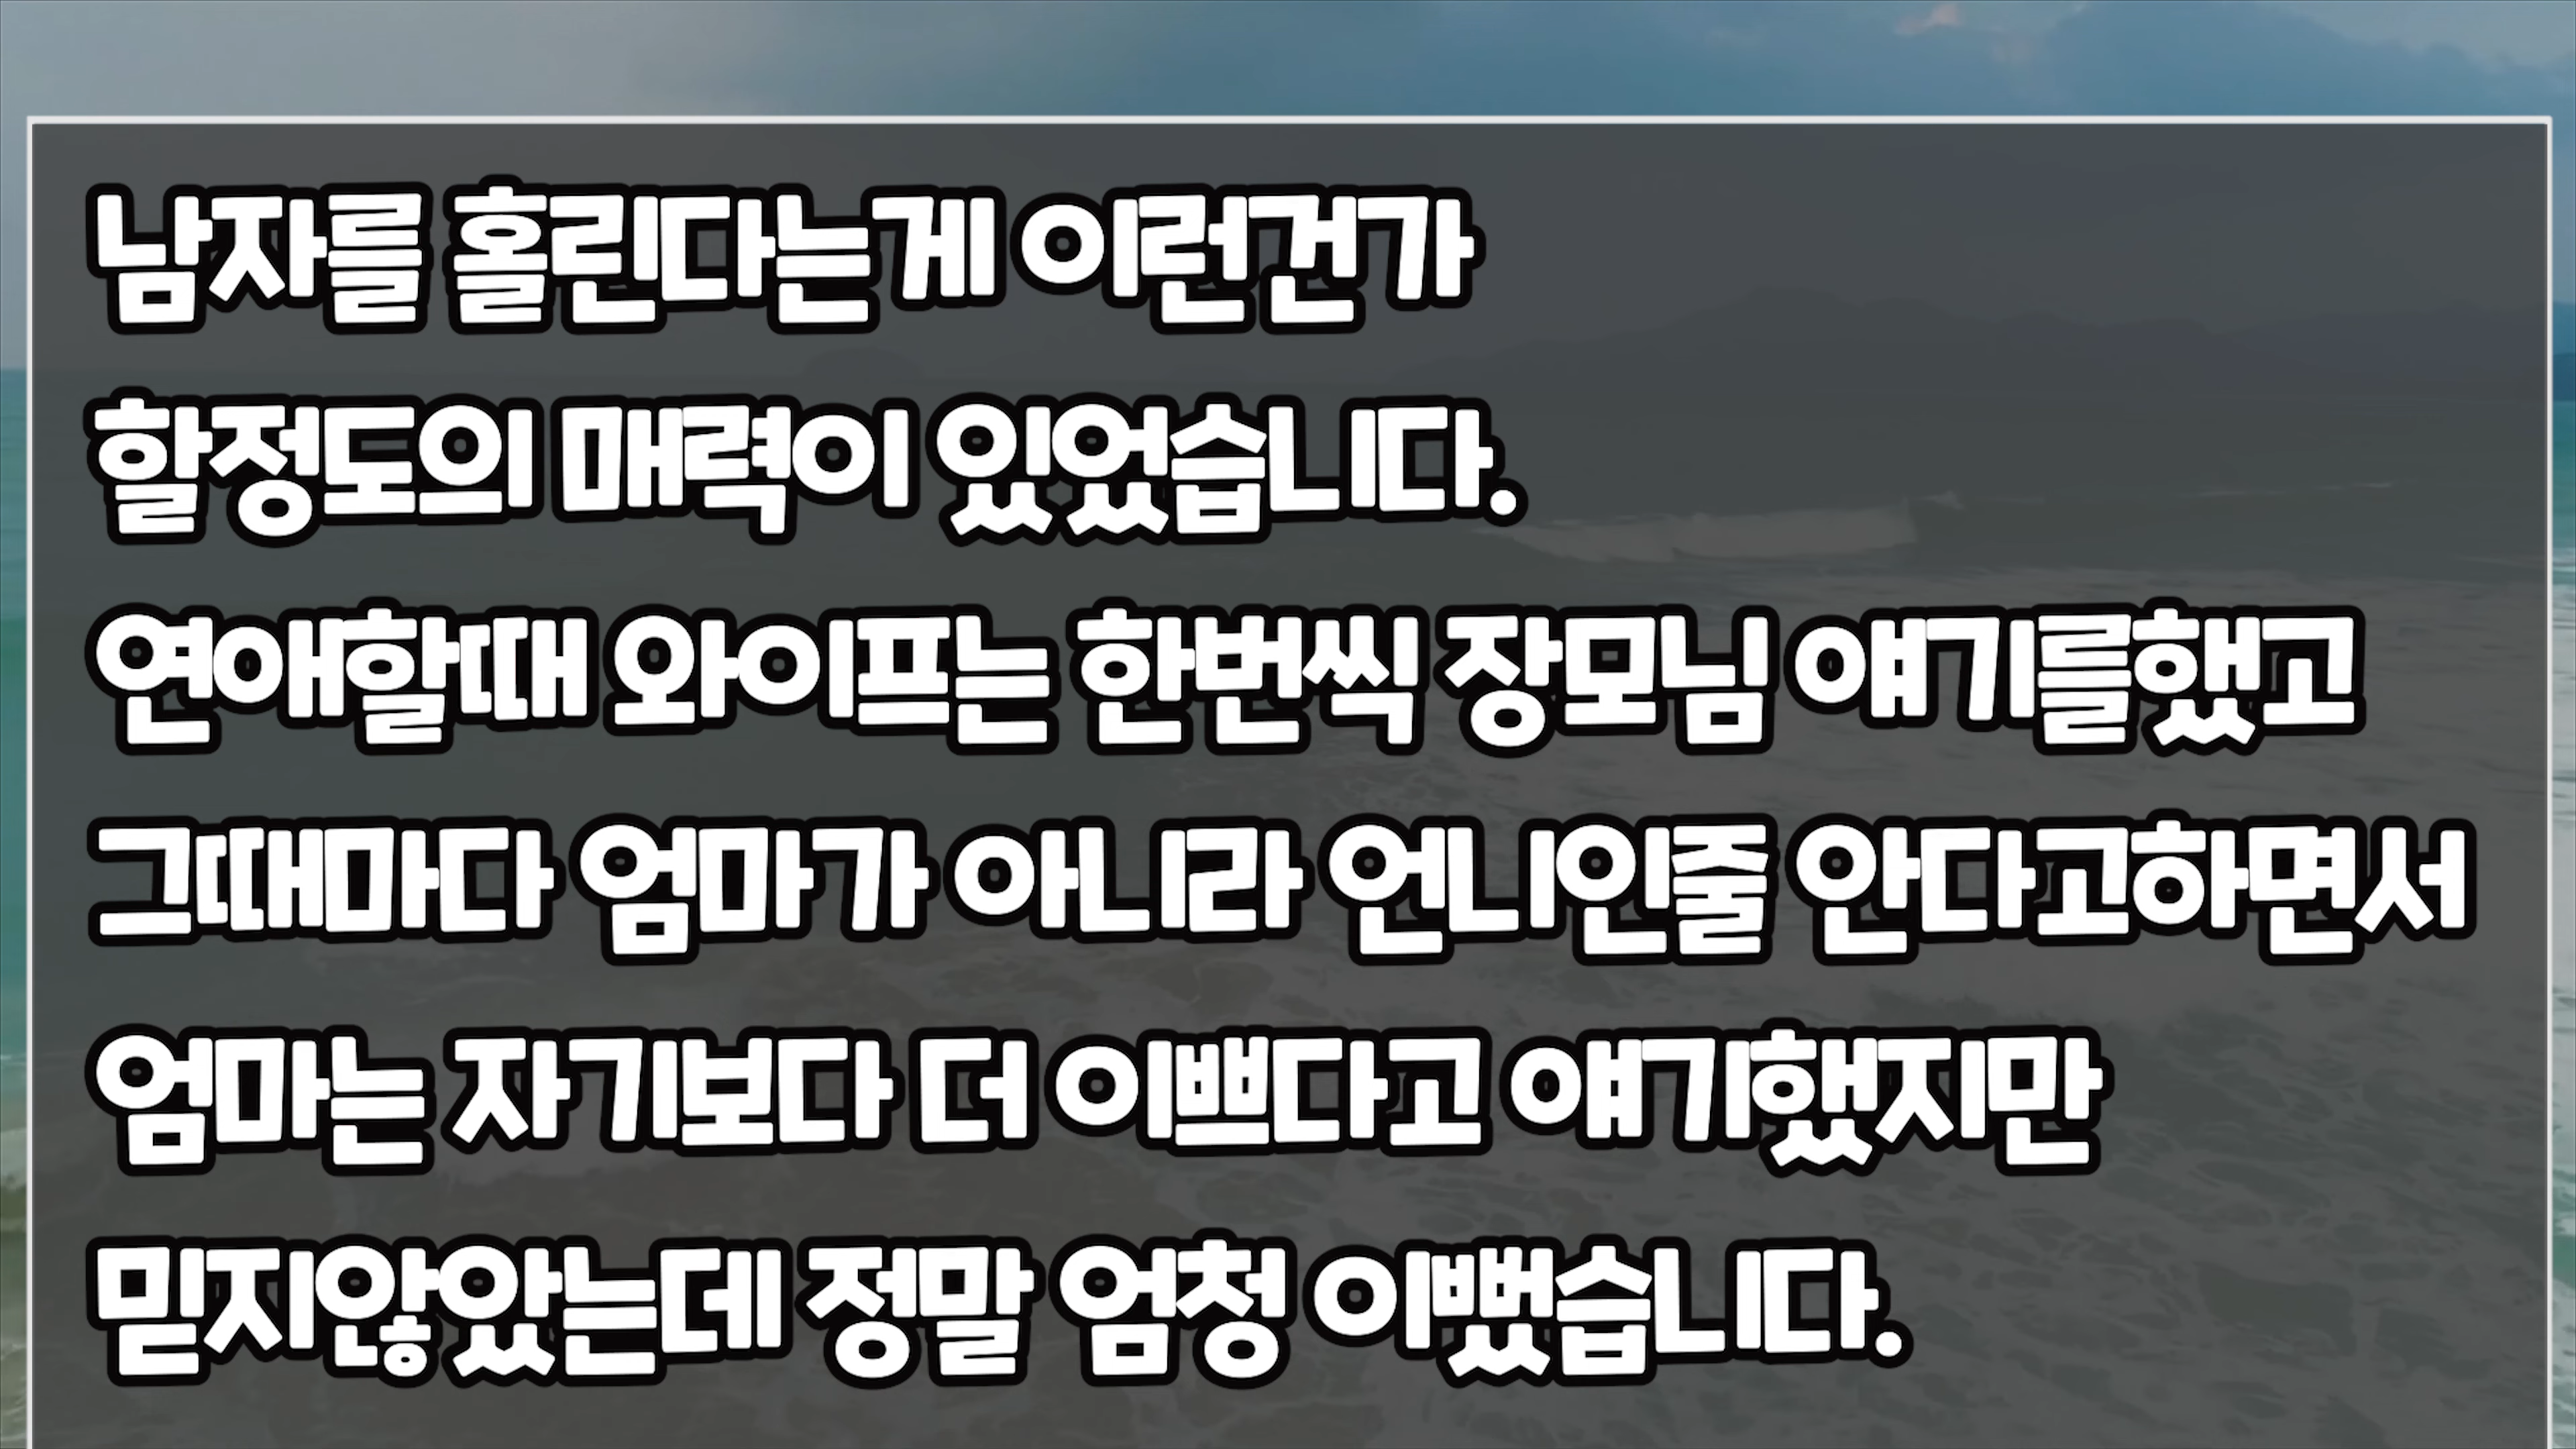 남자를 홀린다는게 이런건가
할정도의 매력이 있었습니다.
연애할때 와이프는 한번씩 장모님 얘기를했고
그때마다 엄마가 아니라 언니인줄 안다고하면서
엄마는 자기보다 더 이쁘다고 얘기했지만
믿지않았는데 정말 엄청 이뻤습니다.